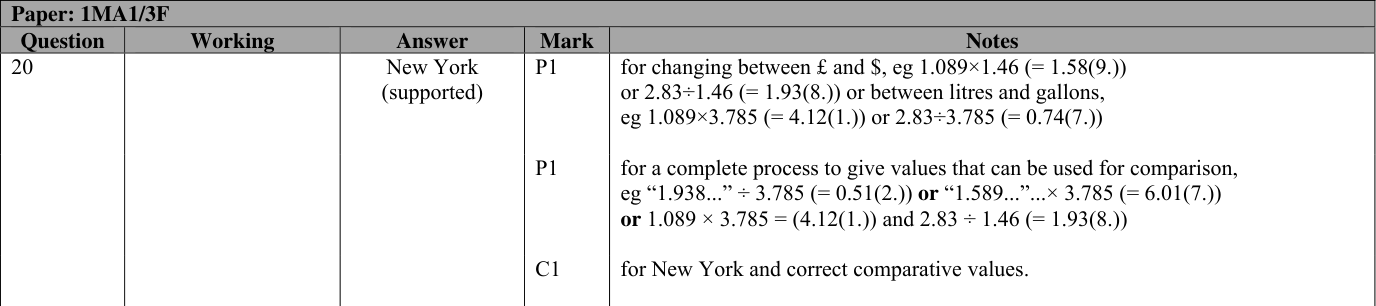 Paper: 1MA1/3F
Question Working Answer Mark Notes
20 New York P1 for changing between £ and $, eg 1.089×1.46 (= 1.58(9.))
(supported) or 2.83÷1.46 (= 1.93(8.)) or between litres and gallons,
eg 1.089×3.785 (= 4.12(1.)) or 2.83÷3.785 (= 0.74(7.))
P1 for a complete process to give values that can be used for comparison,
eg “1.938...” ÷ 3.785 (= 0.51(2.)) or “1.589...”...× 3.785 (= 6.01(7.))
or 1.089 × 3.785 = (4.12(1.)) and 2.83 ÷ 1.46 (= 1.93(8.))
C1 for New York and correct comparative values.